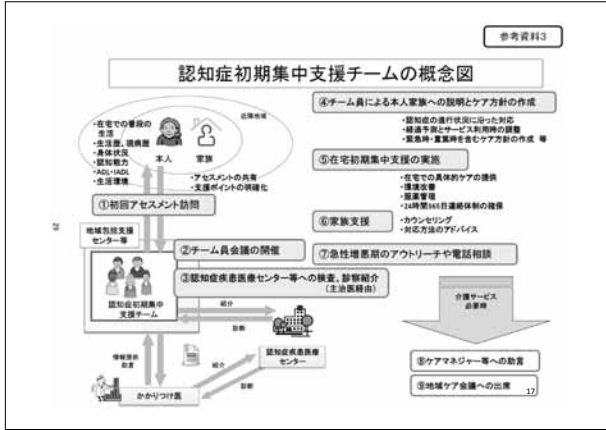 参考資料3
認知症初期集中支援チームの概念図
近隣地域
・在宅での普段の
生活
・生活歴、現病歴
・身体状況
・認知能力
・ADL・IADL
・生活環境
本人
家族
・アセスメントの共有
・支援ポイントの明確化
①初回アセスメント訪問
地域包括支援
センター等
②チーム員会議の開催
③認知症疾患医療センター等への検査、診察紹介
(主治医経由)
認知症初期集中
支援チーム
紹介
診断
情報提供
助言
紹介
診断
認知症疾患医療
センター
かかりつけ医
④チーム員による本人家族への説明とケア方針の作成
・認知症の進行状況に沿った対応
・経過予測とサービス利用時の調整
・緊急時・重篤時を含むケア方針の作成 等
⑤在宅初期集中支援の実施
・在宅での具体的ケアの提供
・環境改善
・服薬管理
・24時間365日連絡体制の確保
⑥家族支援
・カウンセリング
・対応方法のアドバイス
⑦急性増悪期のアウトリーチや電話相談
介護サービス
必要時
⑧ケアマネジャー等への助言
⑨地域ケア会議への出席
17
29